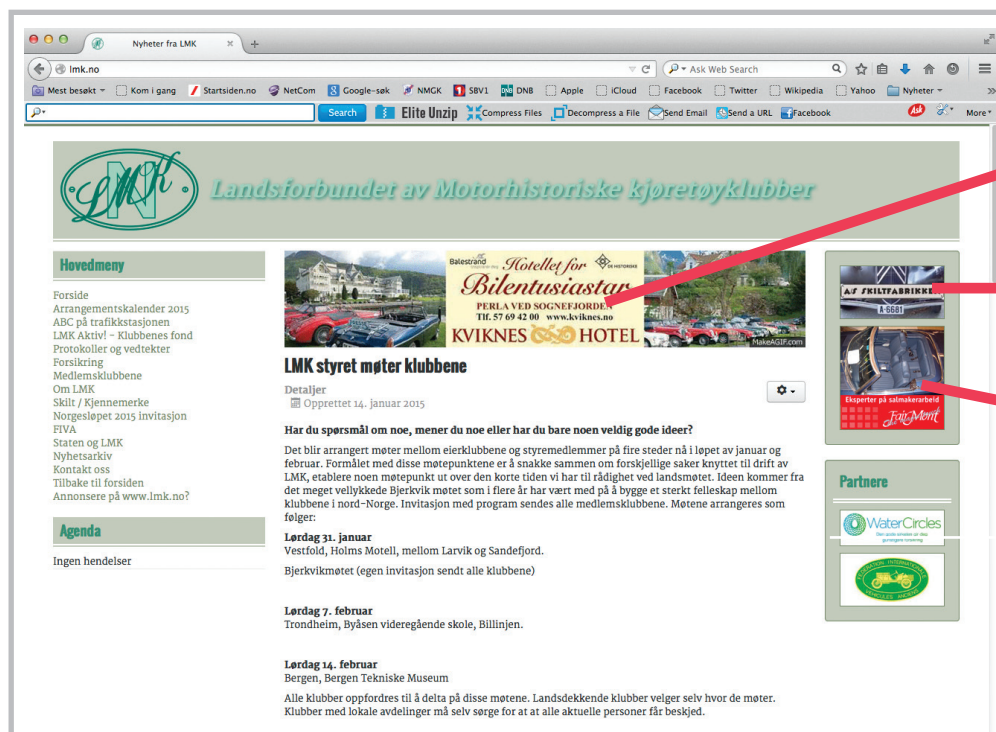 Nyheter fra LMK
lmk.no
Ask Web Search
Mest besøkt
Kom i gang
Startsiden.no
NetCom
Google-søk
NMGK
SBV1
DNB
DNB
Apple
iCloud
Facebook
Twitter
Wikipedia
Yahoo
Nyheter
Search
Elite Unzip
Compress Files
Decompress a File
Send Email
Send a URL
Facebook
Ask
More
LMK
N
Landsforbundet av Motorhistoriske kjøretøyklubber
Hovedmeny
Forside
Arrangementskalender 2015
ABC på trafikkstasjonen
LMK Aktiv! - Klubbenes fond
Protokoller og vedtekter
Forsikring
Medlemsklubbene
Om LMK
Skilt / Kjennemerke
Norgesløpet 2015 invitasjon
FIVA
Staten og LMK
Nyhetsarkiv
Kontakt oss
Tilbake til forsiden
Annonsere på www.lmk.no?
Agenda
Ingen hendelser
Balestrand
DE HISTORISKE
Hotellet for
Bilentusiastar
PERLA VED SOGNEFJORDEN
Tlf. 57 69 42 00 www.kviknes.no
KVIKNES HOTEL
MakeAGIF.com
LMK styret møter klubbene
Detaljer
Opprettet 14. januar 2015
Har du spørsmål om noe, mener du noe eller har du bare noen veldig gode ideer?
Det blir arrangert møter mellom eierklubber og styremedlemmer på fire steder nå i løpet av januar og
februar. Formålet med disse møtepunktene er å snakke sammen om forskjellige saker knyttet til drift av
LMK, etablere noen møtepunkt ut over den korte tiden vi har til rådighet ved landsmøtet. Ideen kommer fra
det meget vellykkede Bjerkvik møtet som i flere år har vært med på å bygge et sterkt felleskap mellom
klubbene i nord-Norge. Invitasjon med program sendes alle medlemsklubbene. Møtene arrangeres som
følger:
Lørdag 31. januar
Vestfold, Holms Motell, mellom Larvik og Sandefjord.
Bjerkvikmøtet (egen invitasjon sendt alle klubbene)
Lørdag 7. februar
Trondheim, Byåsen videregående skole, Billinjen.
Lørdag 14. februar
Bergen, Bergen Tekniske Museum
Alle klubber oppfordres til å delta på disse møtene. Landsdekkende klubber velger selv hvor de møter.
Klubber med lokale avdelinger må selv sørge for at at alle aktuelle personer får beskjed.
A/S SKILTFABRIKKEN
A-6681
Eksperter på salmakerarbeid
FairMont
Partnere
WaterCircles
FEDERATION INTERNATIONALE
VEHICULES ANCIENS